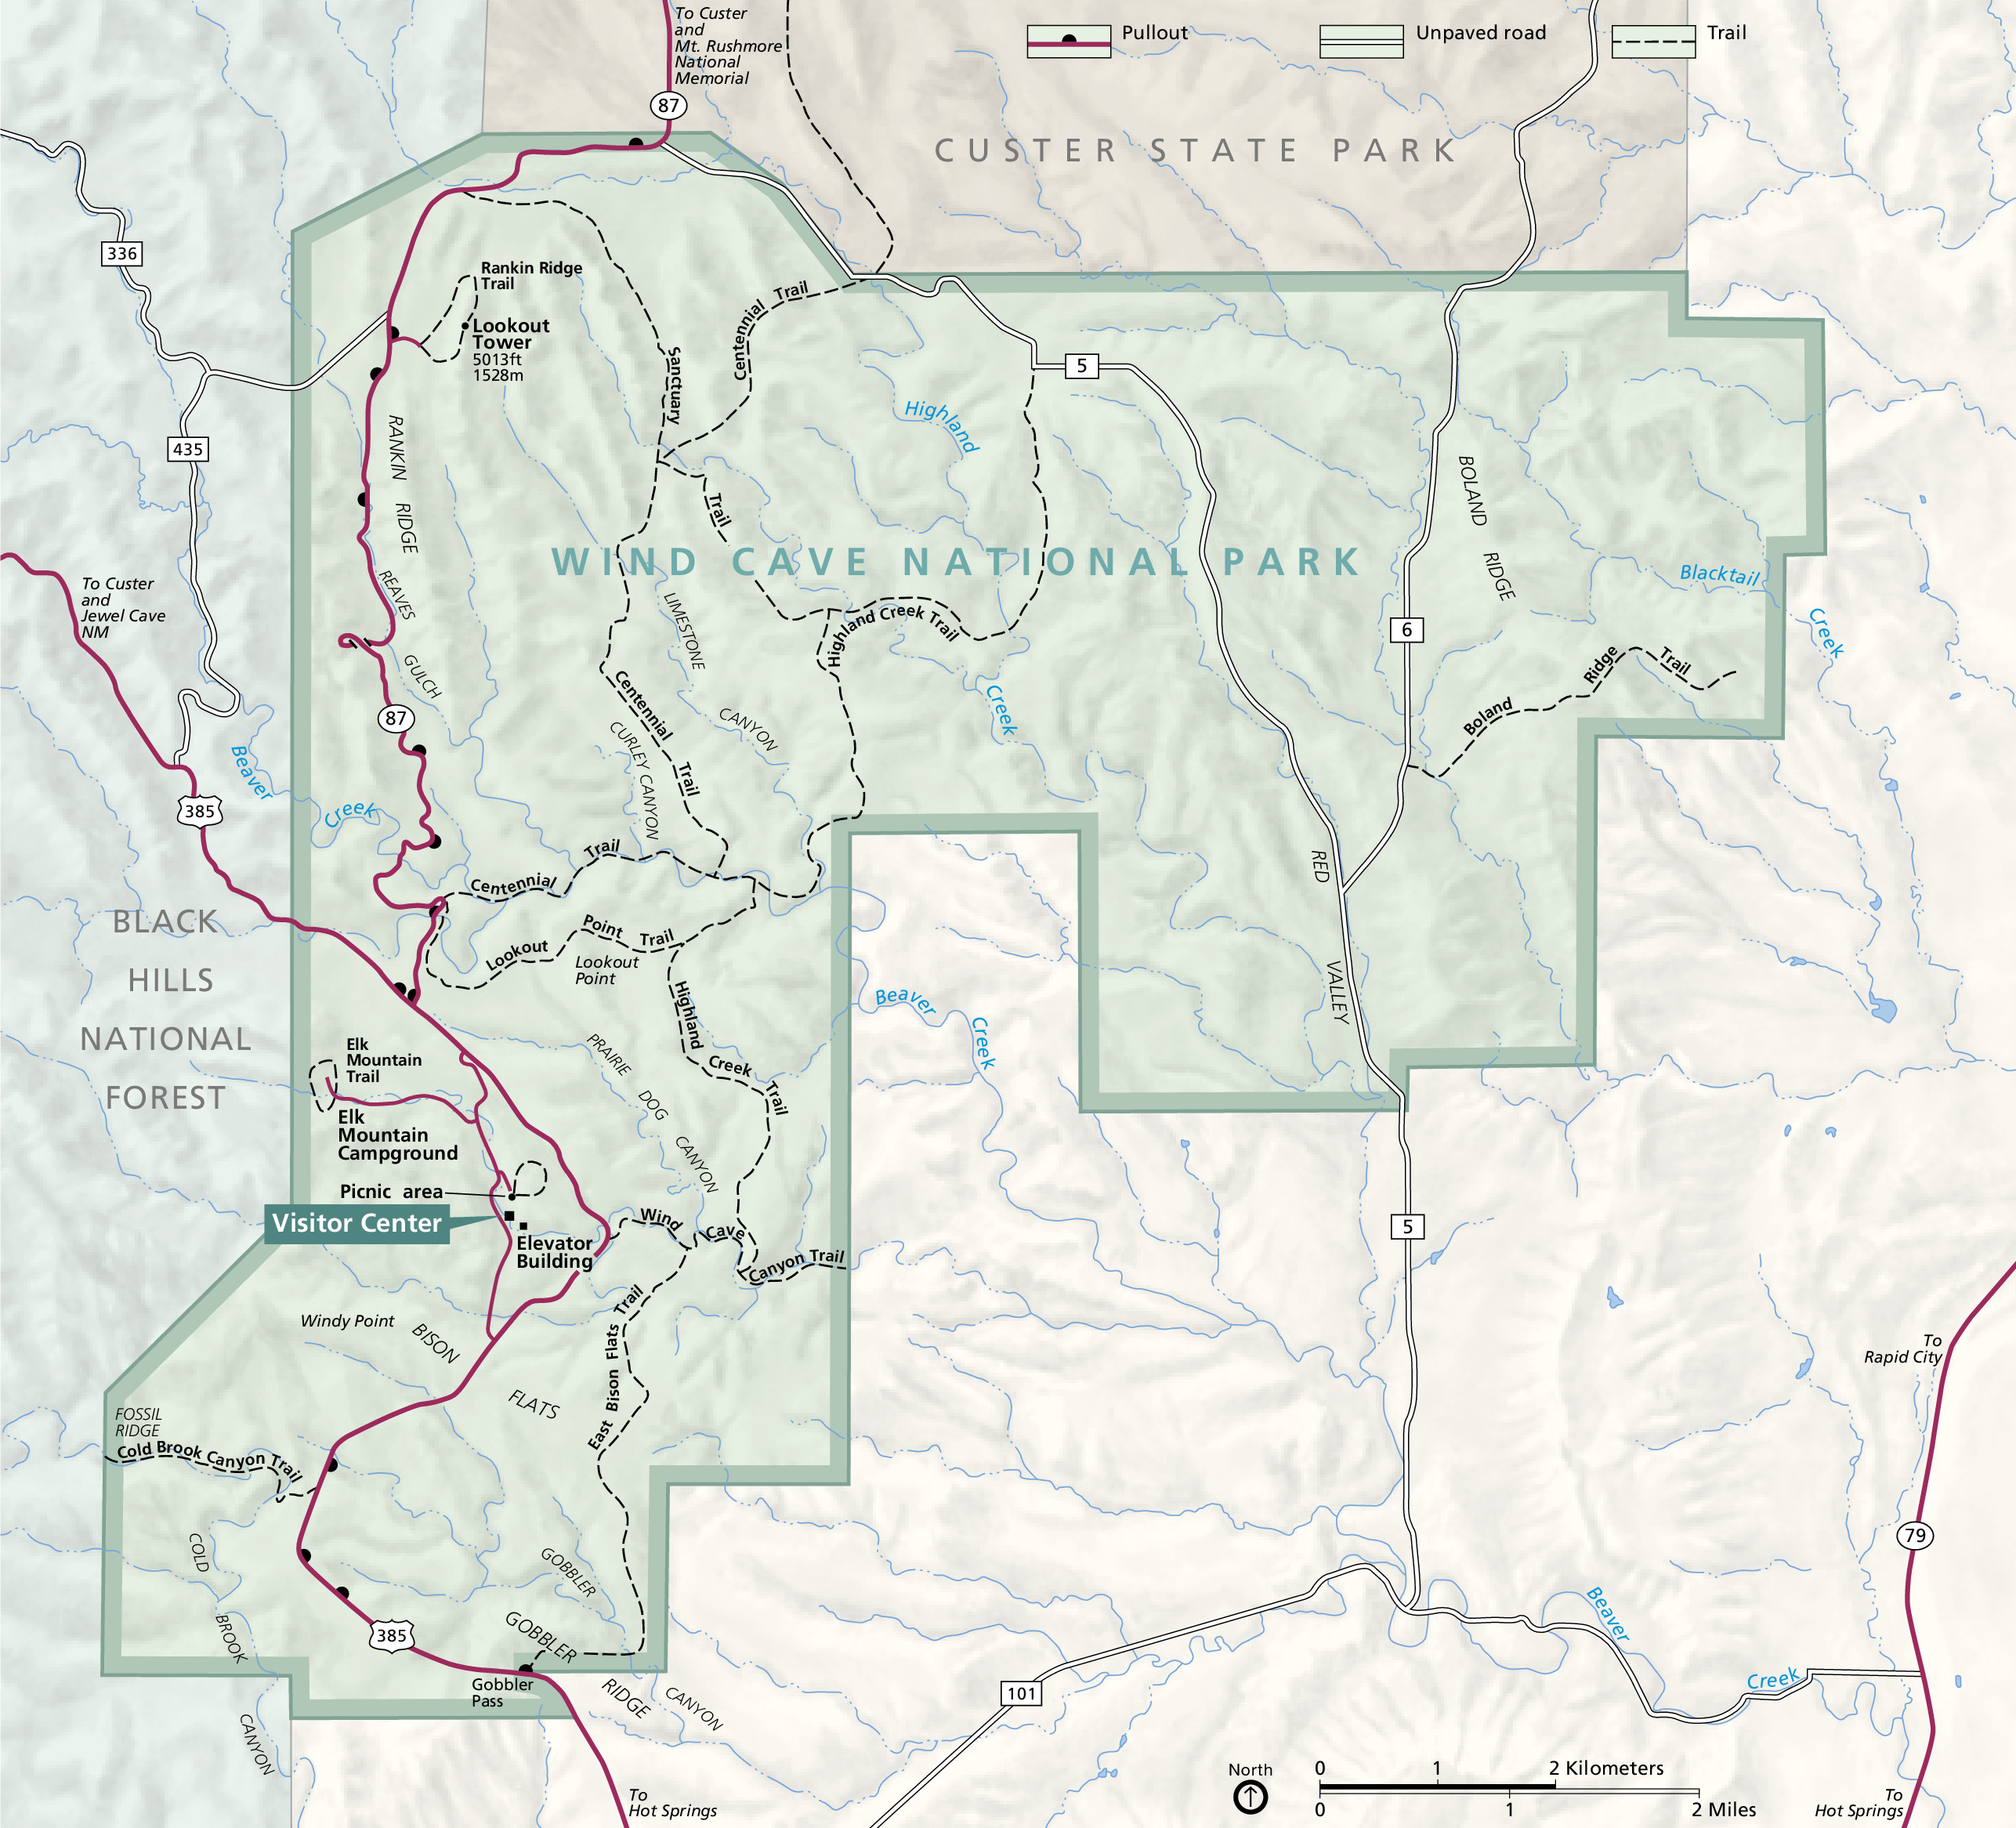 To Custer
and
Mt. Rushmore
National
Memorial
Pullout
Unpaved road
Trail
87
CUSTER STATE PARK
336
Rankin Ridge
Trail
Lookout
Tower
5013ft
1528m
Centennial Trail
Sanctuary
Trail
5
Highland
Creek
435
RANKIN RIDGE
BOLAND RIDGE
WIND CAVE NATIONAL PARK
To Custer
and
Jewel Cave
NM
REAVES GULCH
LIMESTONE CANYON
Highland Creek Trail
Blacktail
Creek
6
Boland Ridge Trail
87
Centennial Trail
CURLEY CANYON
Beaver
Creek
385
Centennial Trail
RED VALLEY
BLACK
HILLS
NATIONAL
FOREST
Lookout Point Trail
Lookout
Point
Highland Creek Trail
Beaver Creek
PRAIRIE DOG CANYON
Elk
Mountain
Trail
Elk
Mountain
Campground
Picnic area
Visitor Center
Elevator
Building
Wind Cave Canyon Trail
5
Windy Point
BISON FLATS
East Bison Flats Trail
To
Rapid City
FOSSIL
RIDGE
Cold Brook Canyon Trail
79
COLD BROOK CANYON
GOBBLER CANYON
GOBBLER RIDGE
385
Gobbler
Pass
Beaver Creek
101
North
0 1 2 Kilometers
0 1 2 Miles
To
Hot Springs
To
Hot Springs